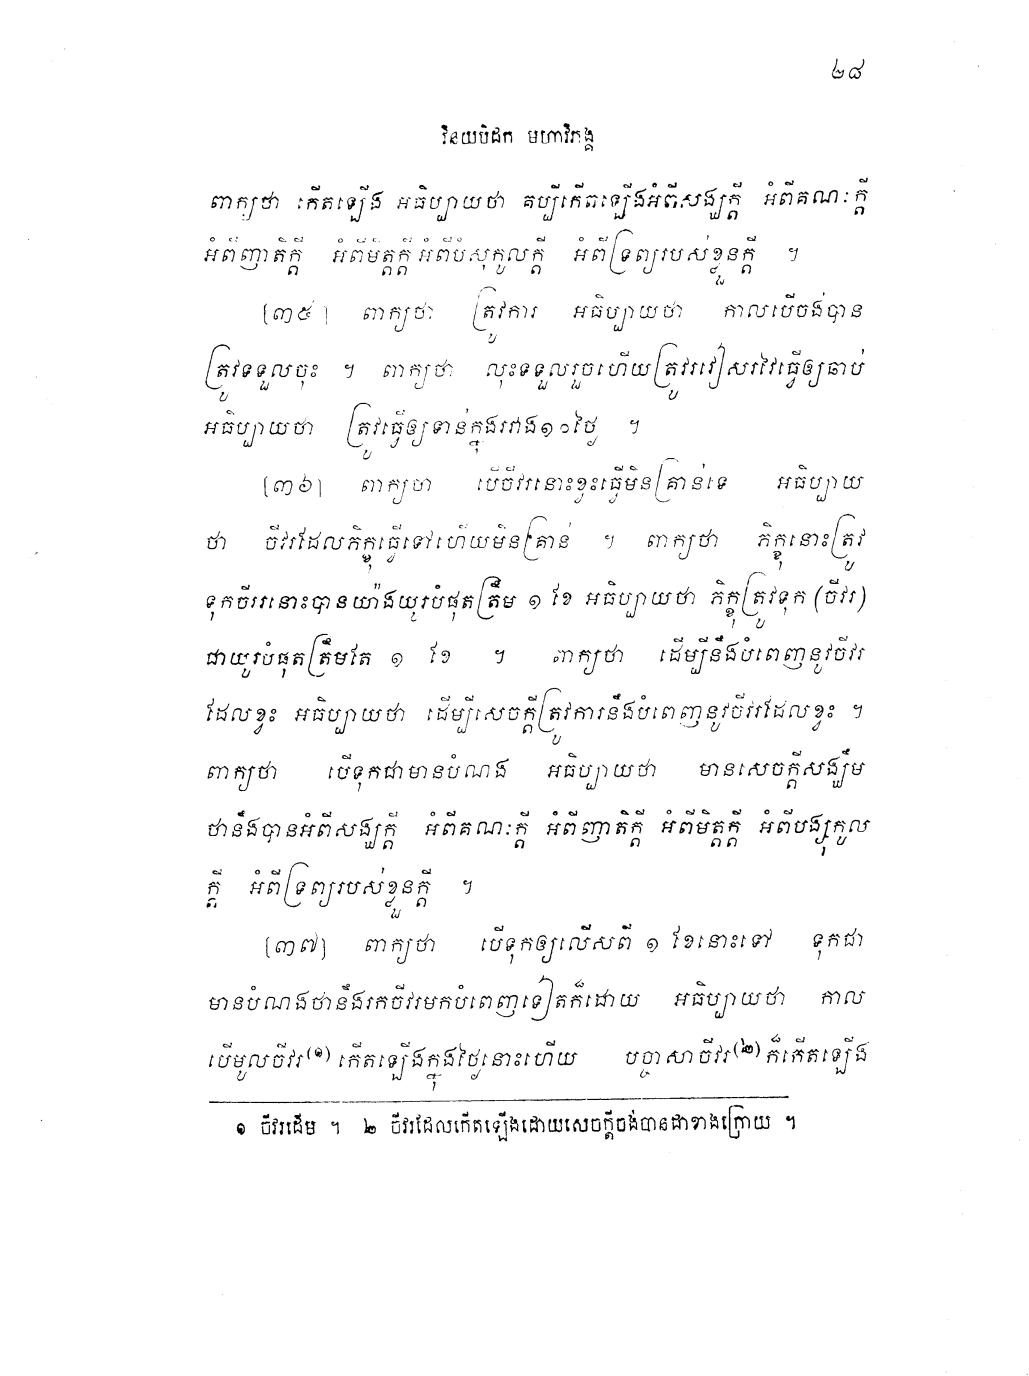 ២៨
វិនយបិដក មហាវិភង្គ
ពាក្យថា កើតឡើង អធិប្បាយថា គប្បីកើតឡើងអំពីសង្ឃក្តី អំពីគណៈក្តី
អំពីញាតិក្តី អំពីមិត្តក្តី អំពីបំសុកូលក្តី អំពីទ្រព្យរបស់ខ្លួនក្តី ។
[៣៥] ពាក្យថា ត្រូវការ អធិប្បាយថា កាលបើចង់បាន
ត្រូវទទួលចុះ ។ ពាក្យថា លុះទទួលរួចហើយត្រូវរវៀសរវៃធ្វើឲ្យឆាប់
អធិប្បាយថា ត្រូវធ្វើឲ្យទាន់ក្នុងរវាង១០ថ្ងៃ ។
[៣៦] ពាក្យថា បើចីវរនោះខ្វះធ្វើមិនគ្រាន់ទេ អធិប្បាយ
ថា ចីវរដែលភិក្ខុធ្វើទៅហើយមិនគ្រាន់ ។ ពាក្យថា ភិក្ខុនោះត្រូវ
ទុកចីវរនោះបានយ៉ាងយូរបំផុតត្រឹម ១ ខែ អធិប្បាយថា ភិក្ខុត្រូវទុក (ចីវរ)
ជាយូរបំផុតត្រឹមតែ ១ ខែ ។ ពាក្យថា ដើម្បីនឹងបំពេញនូវចីវរ
ដែលខ្វះ អធិប្បាយថា ដើម្បីសេចក្តីត្រូវការនឹងបំពេញនូវចីវរដែលខ្វះ ។
ពាក្យថា បើទុកជាមានបំណង អធិប្បាយថា មានសេចក្តីសង្ឃឹម
ថានឹងបានអំពីសង្ឃក្តី អំពីគណៈក្តី អំពីញាតិក្តី អំពីមិត្តក្តី អំពីបង្សុកូល
ក្តី អំពីទ្រព្យរបស់ខ្លួនក្តី ។
[៣៧] ពាក្យថា បើទុកឲ្យលើសពី ១ ខែនោះទៅ ទុកជា
មានបំណងថានឹងរកចីវរមកបំពេញទៀតក៏ដោយ អធិប្បាយថា កាល
បើមូលចីវរ(១) កើតឡើងក្នុងថ្ងៃនោះហើយ បច្ចាសាចីវរ(២) ក៏កើតឡើង
១ ចីវរដើម ។ ២ ចីវរដែលកើតឡើងដោយសេចក្តីចង់បានជាខាងក្រោយ ។